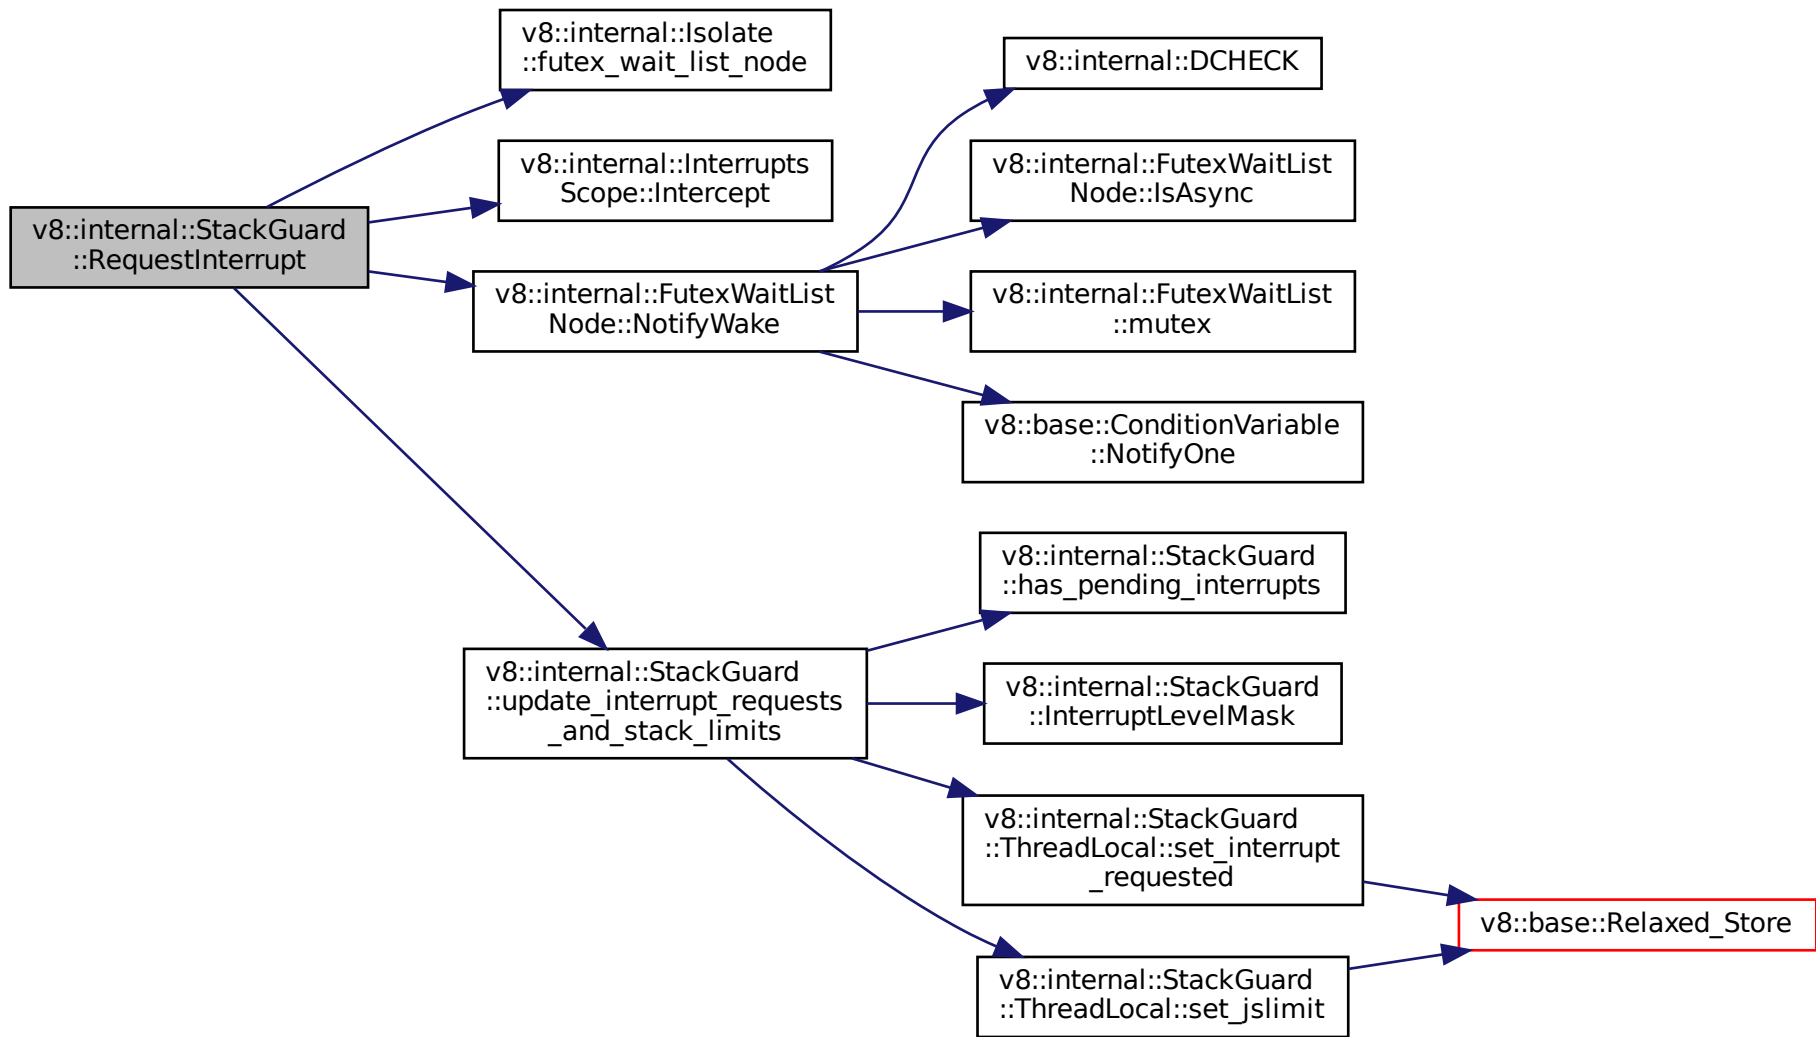 v8::internal::StackGuard
::RequestInterrupt
v8::internal::Isolate
::futex_wait_list_node
v8::internal::Interrupts
Scope::Intercept
v8::internal::FutexWaitList
Node::NotifyWake
v8::internal::StackGuard
::update_interrupt_requests
_and_stack_limits
v8::internal::DCHECK
v8::internal::FutexWaitList
Node::IsAsync
v8::internal::FutexWaitList
::mutex
v8::base::ConditionVariable
::NotifyOne
v8::internal::StackGuard
::has_pending_interrupts
v8::internal::StackGuard
::InterruptLevelMask
v8::internal::StackGuard
::ThreadLocal::set_interrupt
_requested
v8::internal::StackGuard
::ThreadLocal::set_jslimit
v8::base::Relaxed_Store